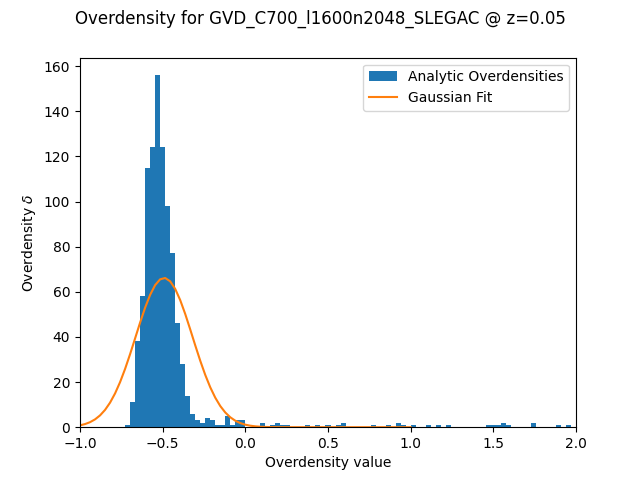 Overdensity for GVD_C700_l1600n2048_SLEGAC @ z=0.05
Analytic Overdensities
Gaussian Fit
Overdensity δ
160
140
120
100
80
60
40
20
0
−1.0 −0.5 0.0 0.5 1.0 1.5 2.0
Overdensity value